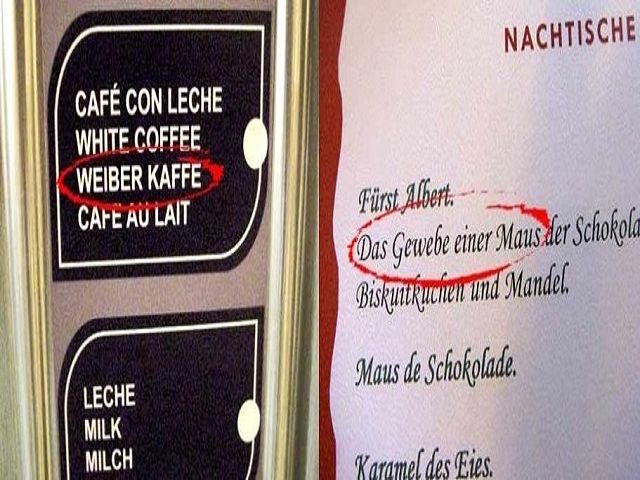 CAFÉ CON LECHE
WHITE COFFEE
WEIBER KAFFE
CAFE AU LAIT
LECHE
MILK
MILCH
NACHTISCHE
Fürst Albert.
Das Gewebe einer Maus der Schokola
Biskuitkuchen und Mandel.
Maus de Schokolade.
Karamel des Eies.